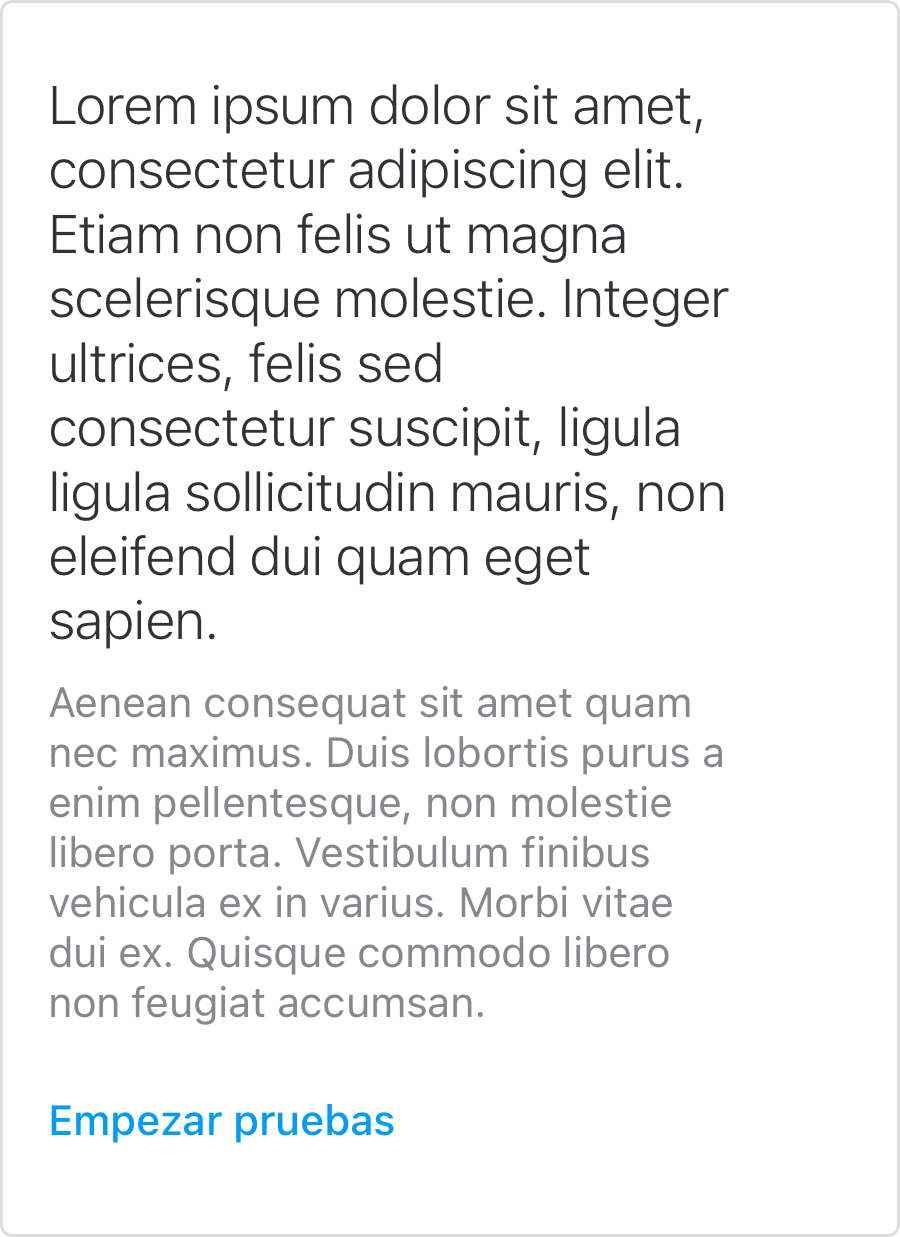 Lorem ipsum dolor sit amet,
consectetur adipiscing elit.
Etiam non felis ut magna
scelerisque molestie. Integer
ultrices, felis sed
consectetur suscipit, ligula
ligula sollicitudin mauris, non
eleifend dui quam eget
sapien.
Aenean consequat sit amet quam
nec maximus. Duis lobortis purus a
enim pellentesque, non molestie
libero porta. Vestibulum finibus
vehicula ex in varius. Morbi vitae
dui ex. Quisque commodo libero
non feugiat accumsan.
Empezar pruebas